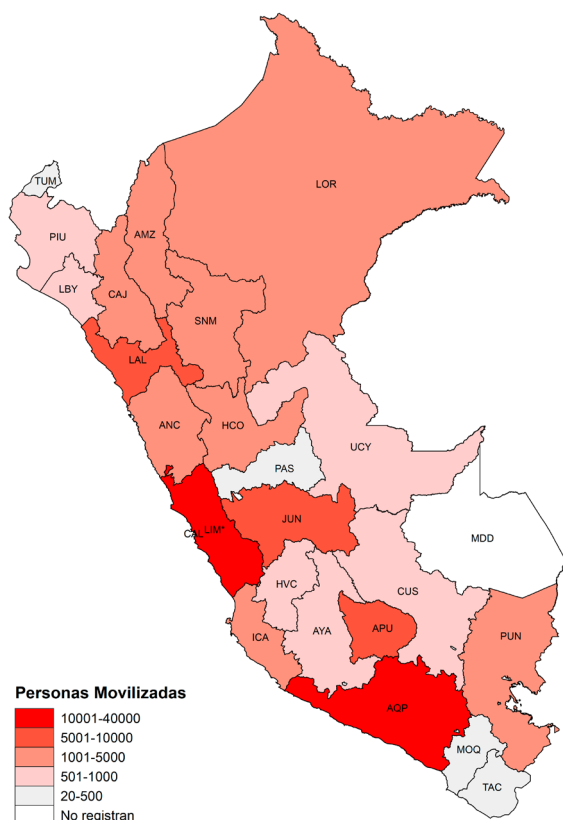 TUM
LOR
PIU
AMZ
LBY
CAJ
SNM
LAL
ANC
HCO
UCY
PAS
CAL
LIM*
JUN
MDD
HVC
CUS
ICA
AYA
APU
PUN
AQP
MOQ
TAC
Personas Movilizadas
10001-40000
5001-10000
1001-5000
501-1000
20-500
No registran